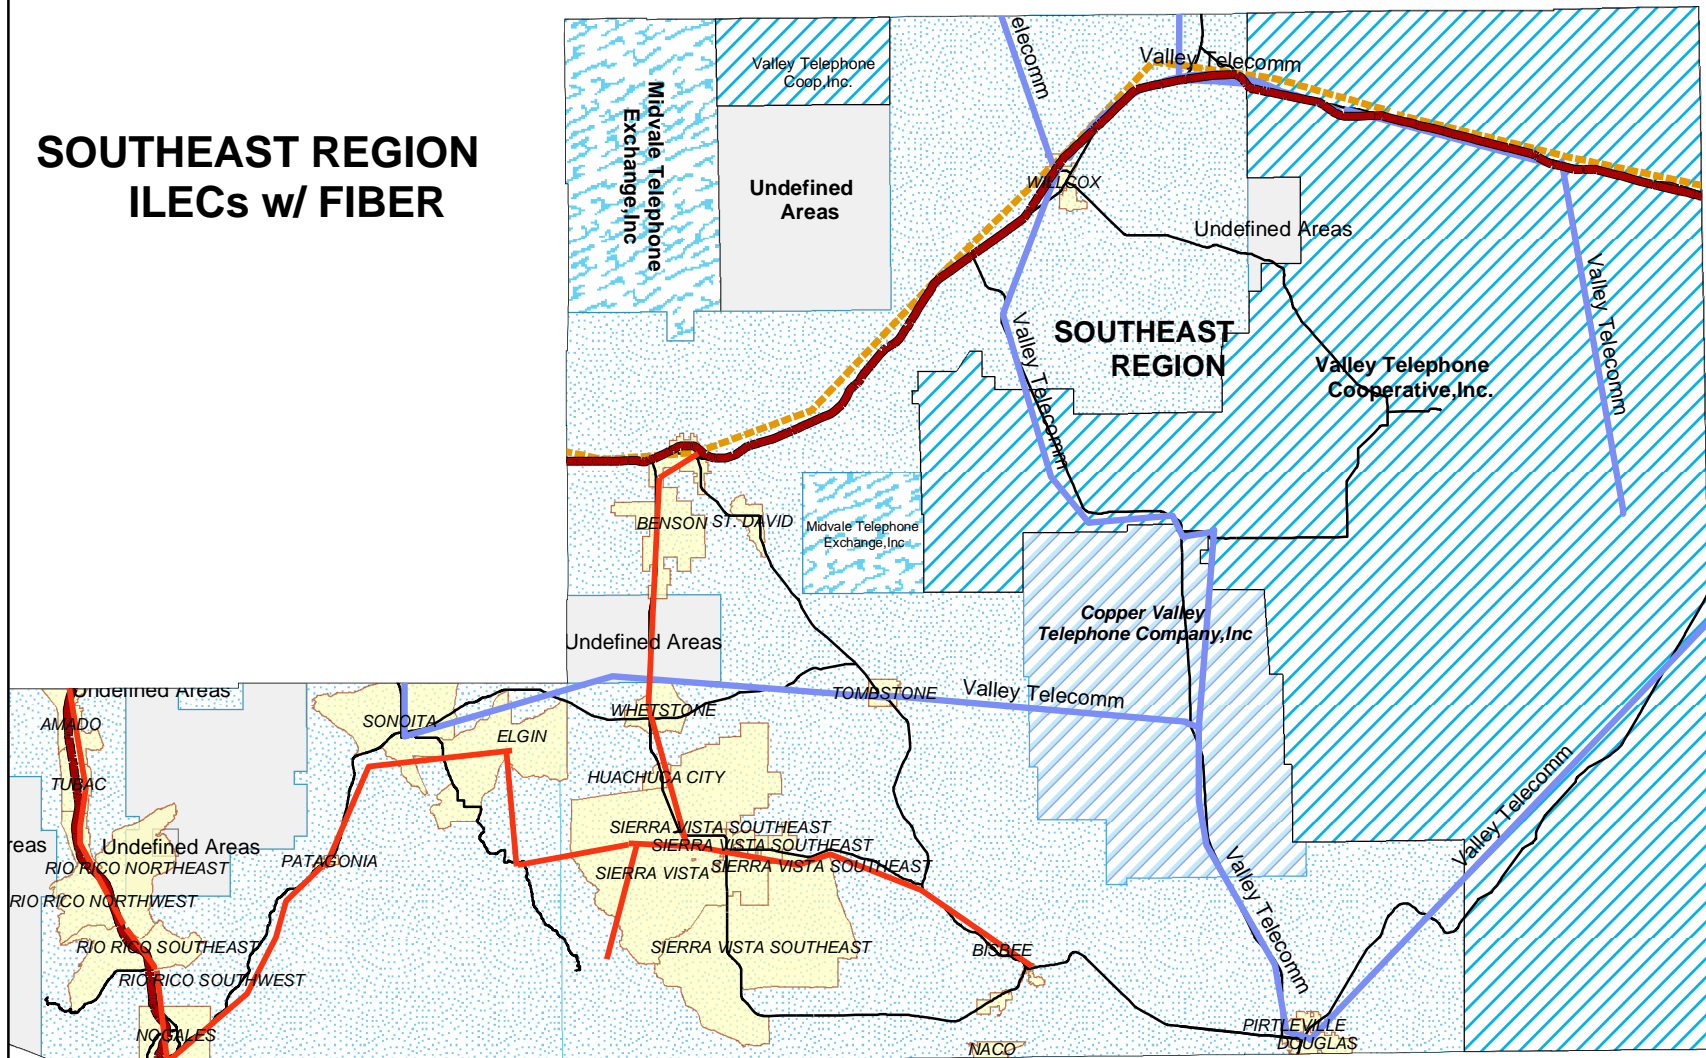 SOUTHEAST REGION
ILECs w/ FIBER
Midvale Telephone
Exchange,Inc
Valley Telephone
Coop,Inc.
Undefined
Areas
elecomm
Valley Telecomm
WILLCOX
Undefined Areas
SOUTHEAST
REGION
Valley Telecomm
Valley Telephone
Cooperative,Inc.
Valley Telecomm
BENSON
ST. DAVID
Midvale Telephone
Exchange,Inc
Copper Valley
Telephone Company,Inc
Undefined Areas
Undefined Areas
AMADO
SONOITA
ELGIN
WHETSTONE
TOMBSTONE
Valley Telecomm
TUBAC
HUACHUCA CITY
Valley Telecomm
reas
Undefined Areas
RIO RICO NORTHEAST
PATAGONIA
SIERRA VISTA SOUTHEAST
SIERRA VISTA SOUTHEAST
SIERRA VISTA
SIERRA VISTA SOUTHEAST
RIO RICO NORTHWEST
RIO RICO SOUTHEAST
SIERRA VISTA SOUTHEAST
BISBEE
Valley Telecomm
RIO RICO SOUTHWEST
NOGALES
NACO
PIRTLEVILLE
DOUGLAS